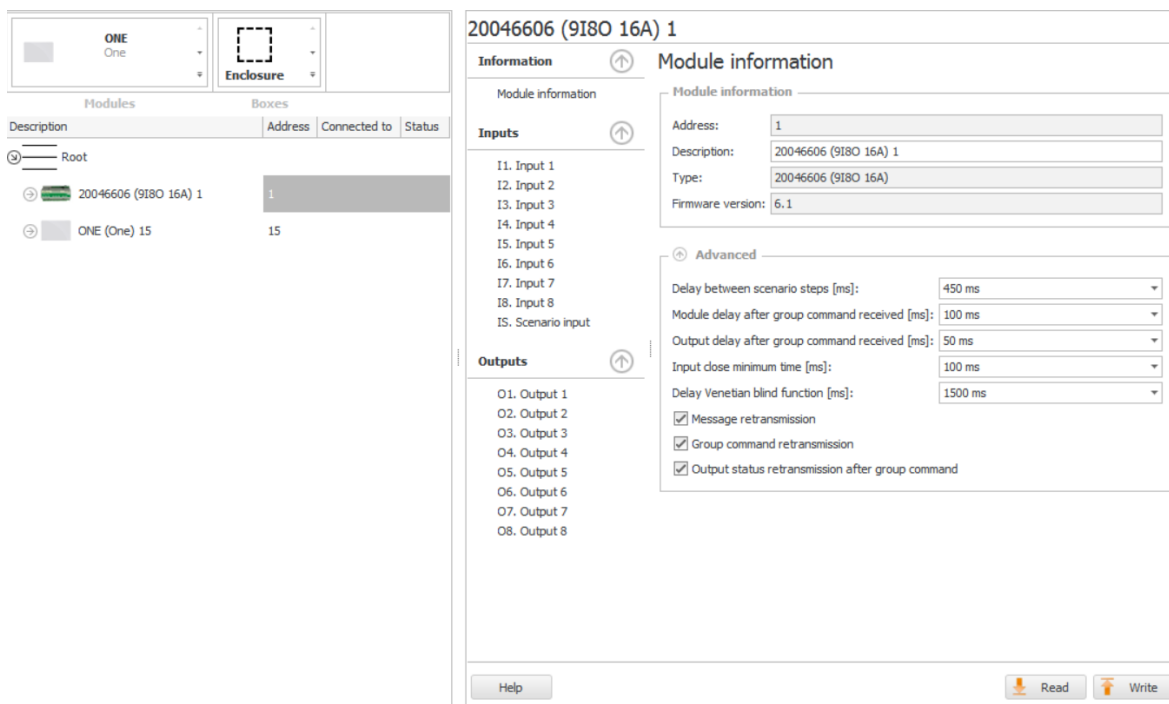 ONE
One
Enclosure
Modules
Boxes
Description Address Connected to Status
Root
20046606 (9I8O 16A) 1 1
ONE (One) 15 15
20046606 (9I8O 16A) 1
Information
Module information
Inputs
I1. Input 1
I2. Input 2
I3. Input 3
I4. Input 4
I5. Input 5
I6. Input 6
I7. Input 7
I8. Input 8
IS. Scenario input
Outputs
O1. Output 1
O2. Output 2
O3. Output 3
O4. Output 4
O5. Output 5
O6. Output 6
O7. Output 7
O8. Output 8
Module information
Module information
Address: 1
Description: 20046606 (9I8O 16A) 1
Type: 20046606 (9I8O 16A)
Firmware version: 6.1
Advanced
Delay between scenario steps [ms]: 450 ms
Module delay after group command received [ms]: 100 ms
Output delay after group command received [ms]: 50 ms
Input close minimum time [ms]: 100 ms
Delay Venetian blind function [ms]: 1500 ms
Message retransmission
Group command retransmission
Output status retransmission after group command
Help
Read
Write